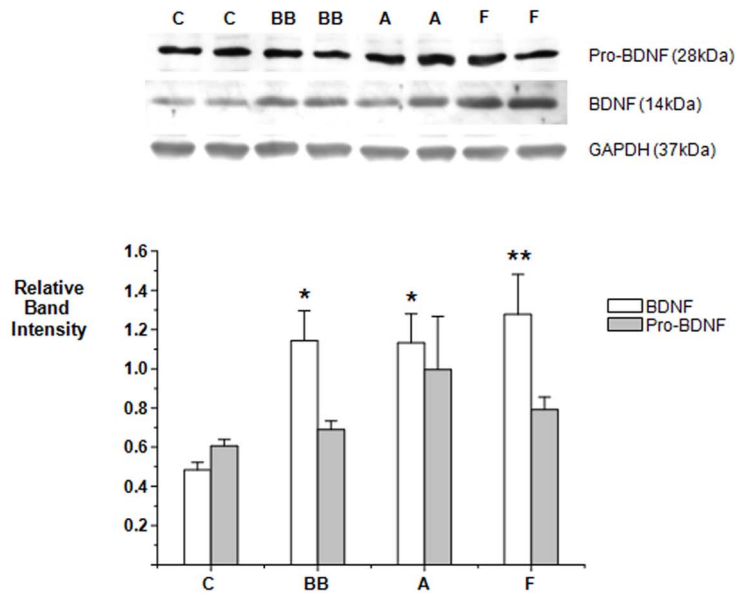 C C BB BB A A F F
Pro-BDNF (28kDa)
BDNF (14kDa)
GAPDH (37kDa)
Relative
Band
Intensity
1.6
1.4
1.2
1.0
0.8
0.6
0.4
0.2
*
*
**
BDNF
Pro-BDNF
C BB A F